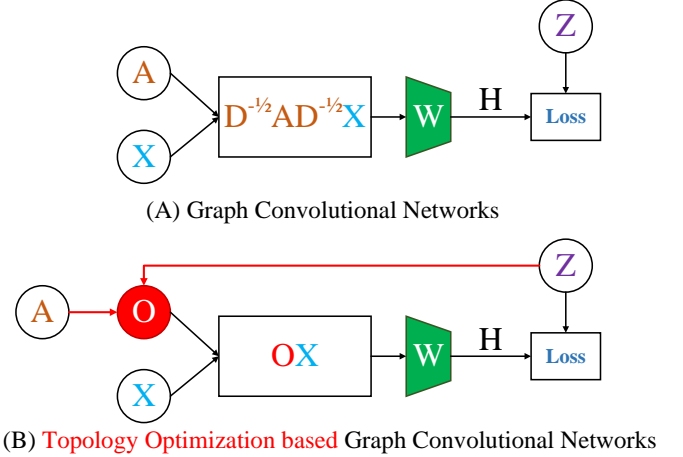 Z
A
D⁻½AD⁻½X
W
H
Loss
X
(A) Graph Convolutional Networks
Z
A
O
OX
W
H
Loss
X
(B) Topology Optimization based Graph Convolutional Networks